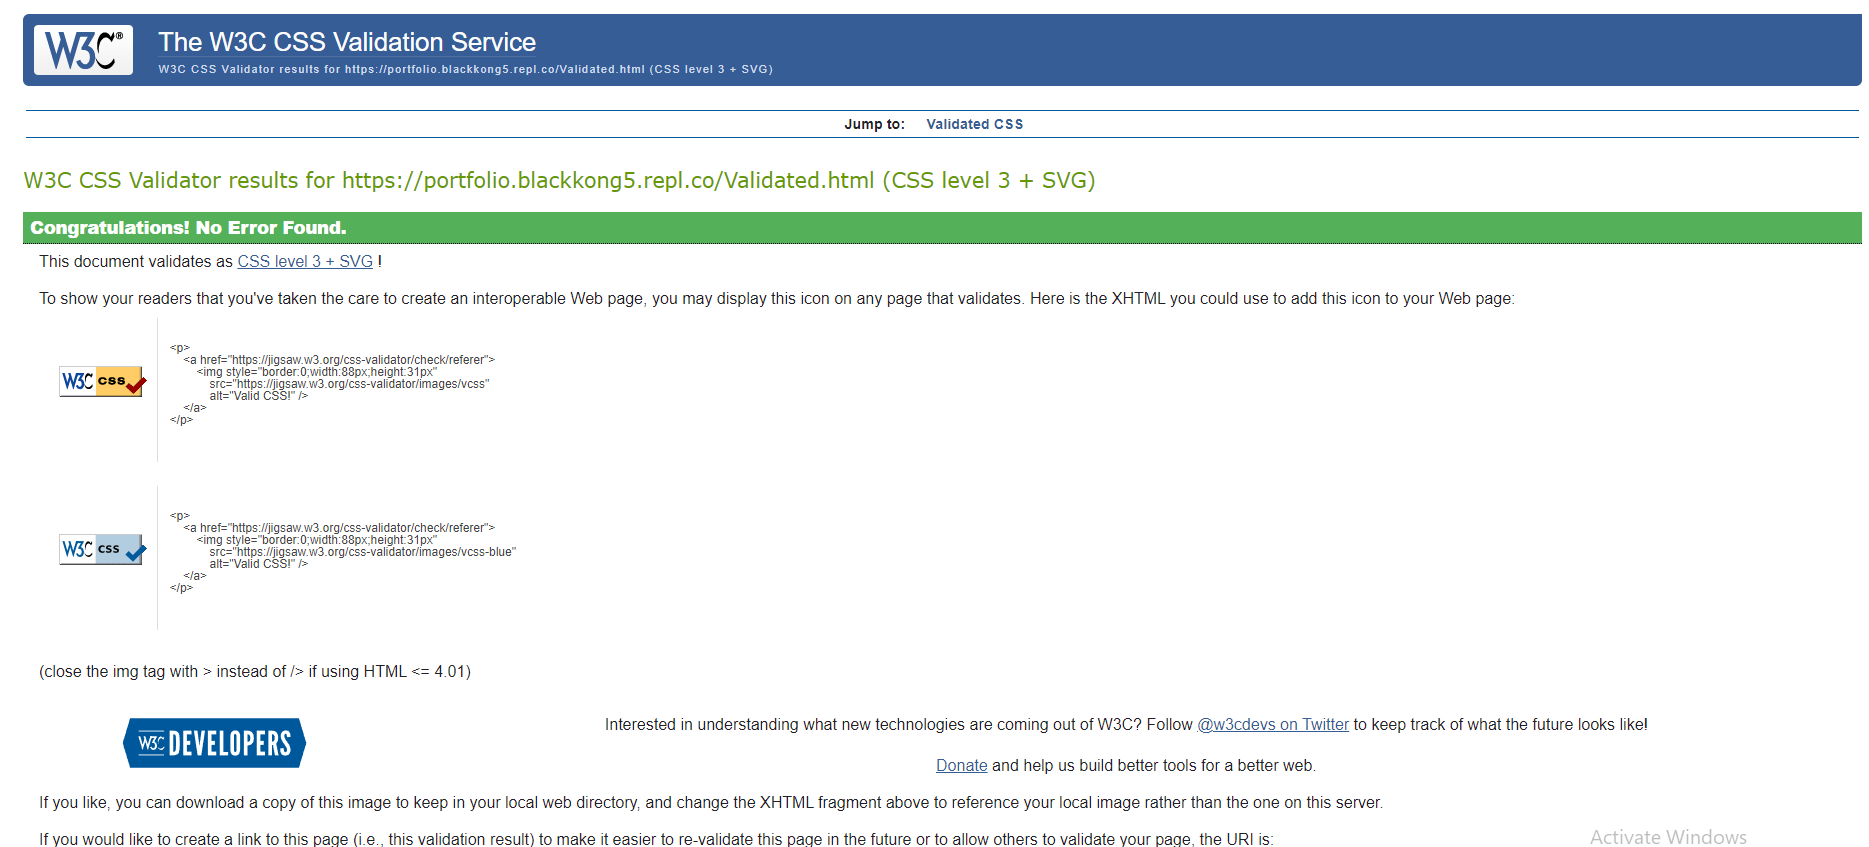 W3C®
The W3C CSS Validation Service
W3C CSS Validator results for https://portfolio.blackkong5.repl.co/Validated.html (CSS level 3 + SVG)
Jump to: Validated CSS
W3C CSS Validator results for https://portfolio.blackkong5.repl.co/Validated.html (CSS level 3 + SVG)
Congratulations! No Error Found.
This document validates as CSS level 3 + SVG !
To show your readers that you've taken the care to create an interoperable Web page, you may display this icon on any page that validates. Here is the XHTML you could use to add this icon to your Web page:
W3C css
<p>
<a href="https://jigsaw.w3.org/css-validator/check/referer">
<img style="border:0;width:88px;height:31px"
src="https://jigsaw.w3.org/css-validator/images/vcss"
alt="Valid CSS!" />
</a>
</p>
W3C css
<p>
<a href="https://jigsaw.w3.org/css-validator/check/referer">
<img style="border:0;width:88px;height:31px"
src="https://jigsaw.w3.org/css-validator/images/vcss-blue"
alt="Valid CSS!" />
</a>
</p>
(close the img tag with > instead of /> if using HTML <= 4.01)
W3C DEVELOPERS
Interested in understanding what new technologies are coming out of W3C? Follow @w3cdevs on Twitter to keep track of what the future looks like!
Donate and help us build better tools for a better web.
If you like, you can download a copy of this image to keep in your local web directory, and change the XHTML fragment above to reference your local image rather than the one on this server.
If you would like to create a link to this page (i.e., this validation result) to make it easier to re-validate this page in the future or to allow others to validate your page, the URI is:
Activate Windows